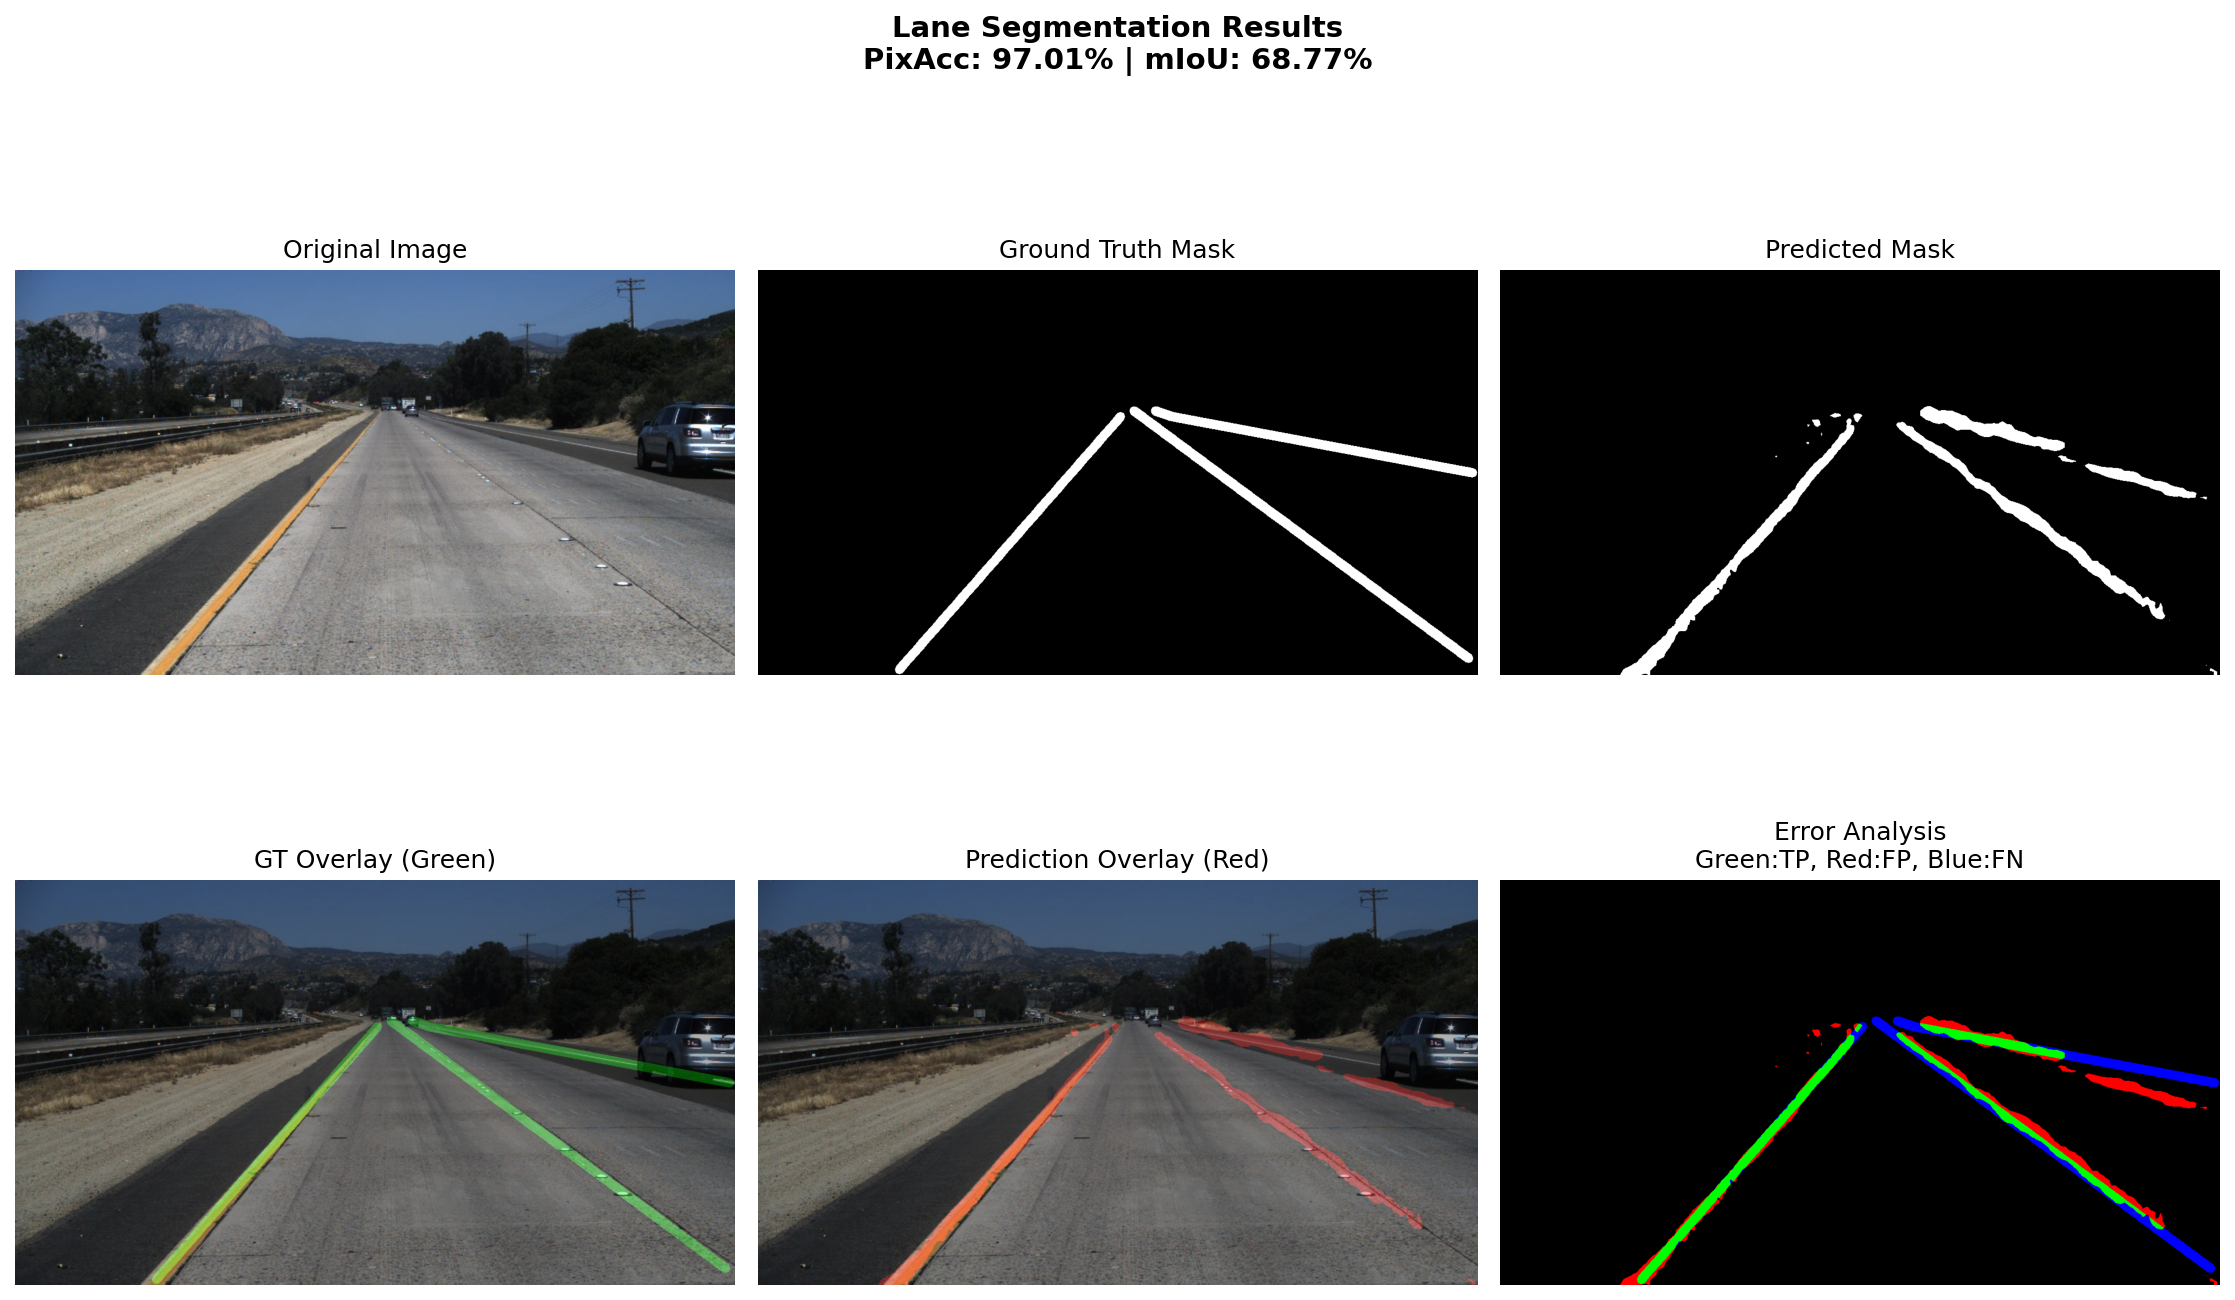 Lane Segmentation Results
PixAcc: 97.01% | mIoU: 68.77%
Original Image
Ground Truth Mask
Predicted Mask
GT Overlay (Green)
Prediction Overlay (Red)
Error Analysis
Green:TP, Red:FP, Blue:FN